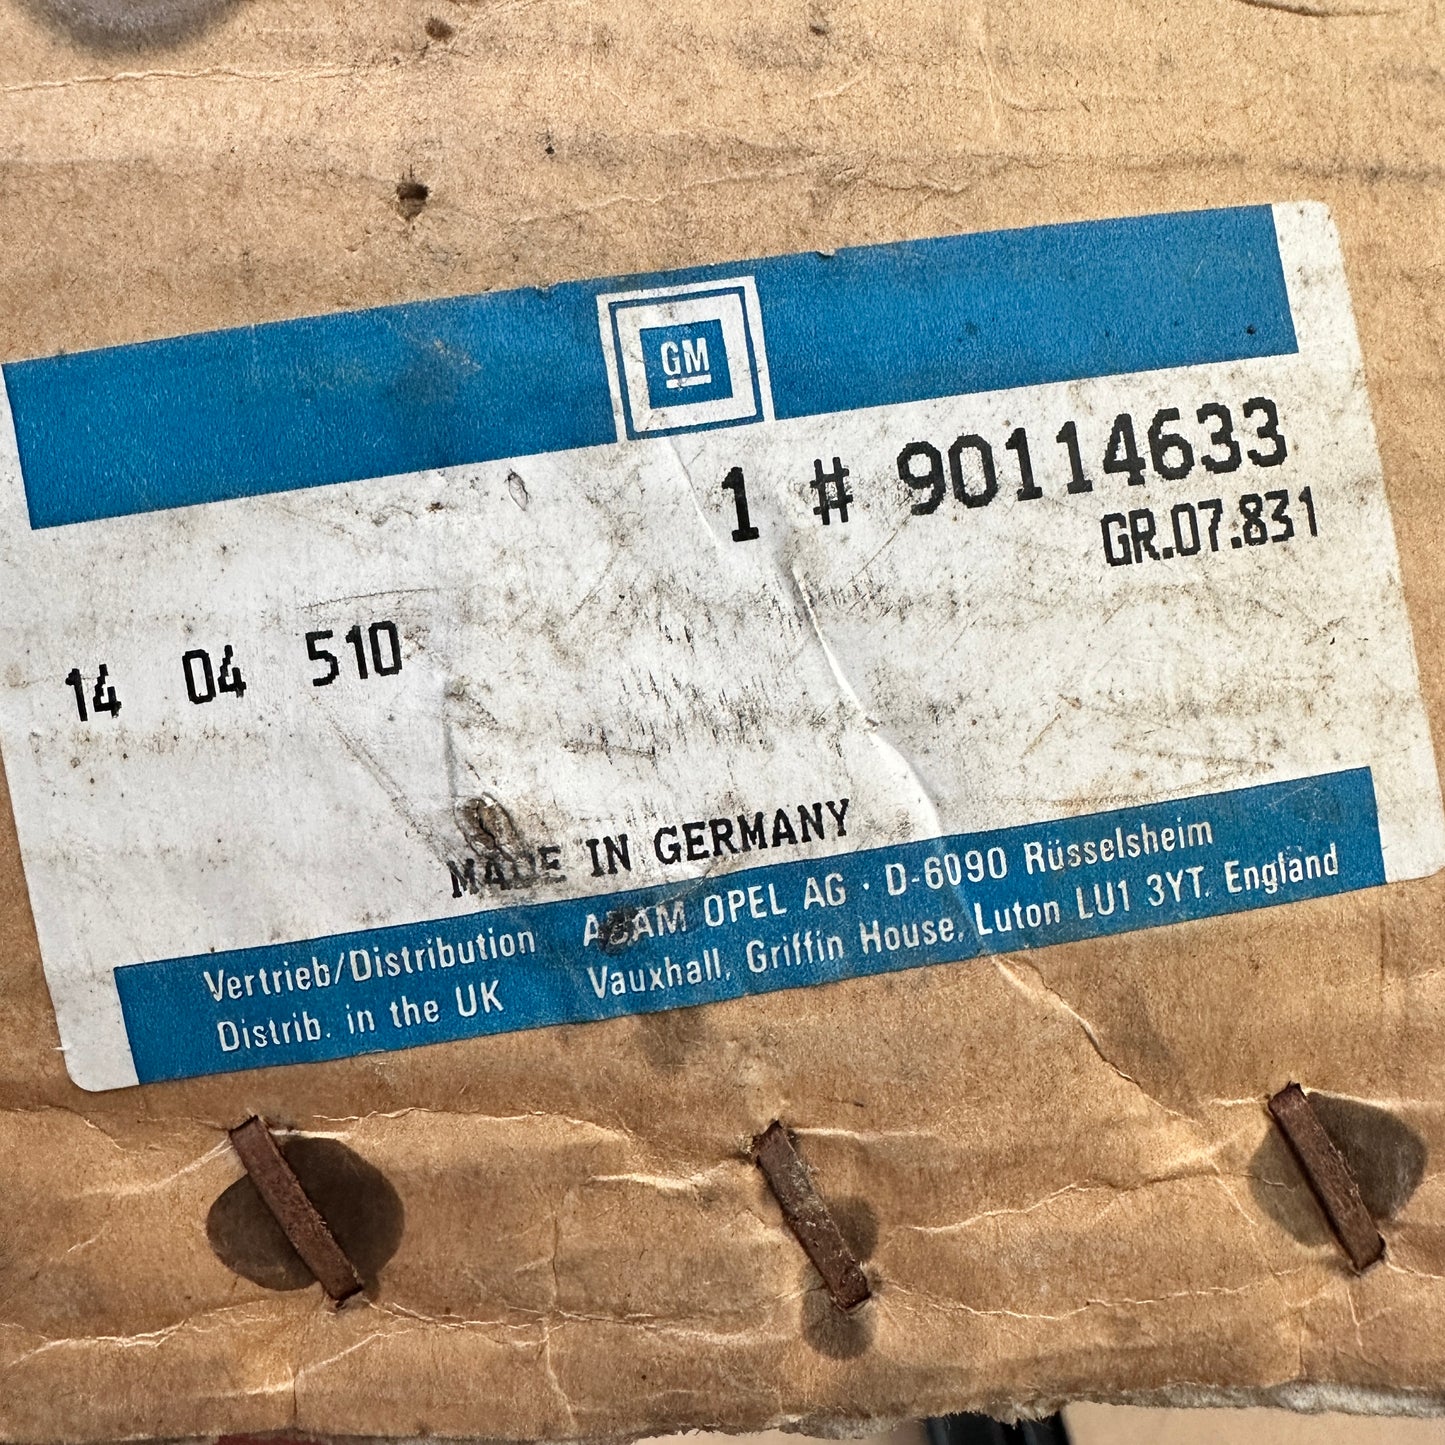 GM
1 # 90114633
GR.07.831
14 04 510
MADE IN GERMANY
Vertrieb/Distribution ADAM OPEL AG · D-6090 Rüsselsheim
Distrib. in the UK Vauxhall, Griffin House, Luton LU1 3YT, England